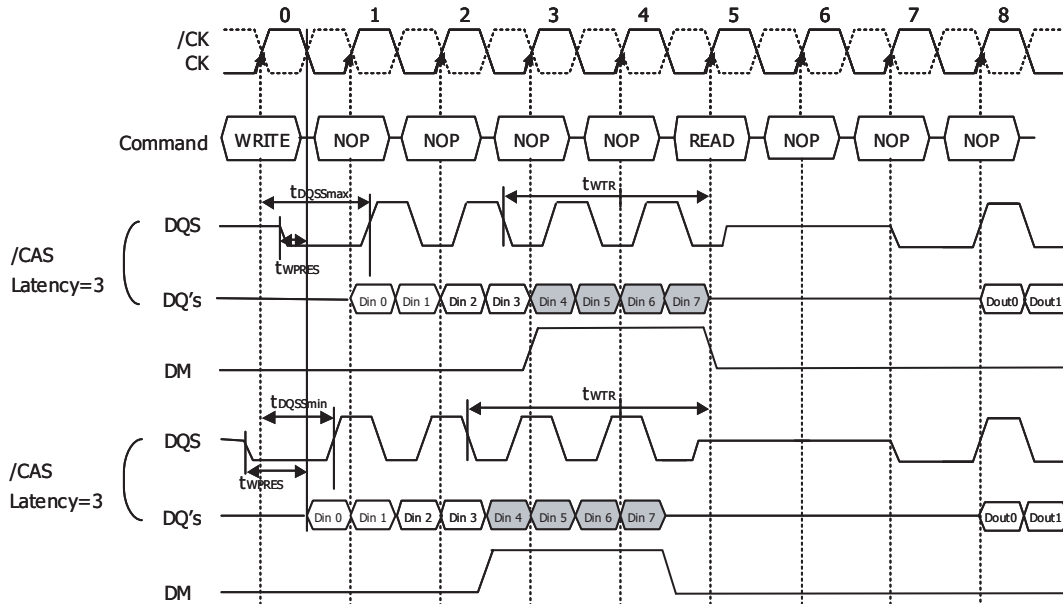 0 1 2 3 4 5 6 7 8
/CK
CK
Command WRITE NOP NOP NOP NOP READ NOP NOP NOP
tDQSSmax tWTR
DQS
tWPRES
/CAS
Latency=3
DQ's Din 0 Din 1 Din 2 Din 3 Din 4 Din 5 Din 6 Din 7 Dout0 Dout1
DM
tDQSSmin tWTR
DQS
/CAS
Latency=3
tWPRES
DQ's Din 0 Din 1 Din 2 Din 3 Din 4 Din 5 Din 6 Din 7 Dout0 Dout1
DM